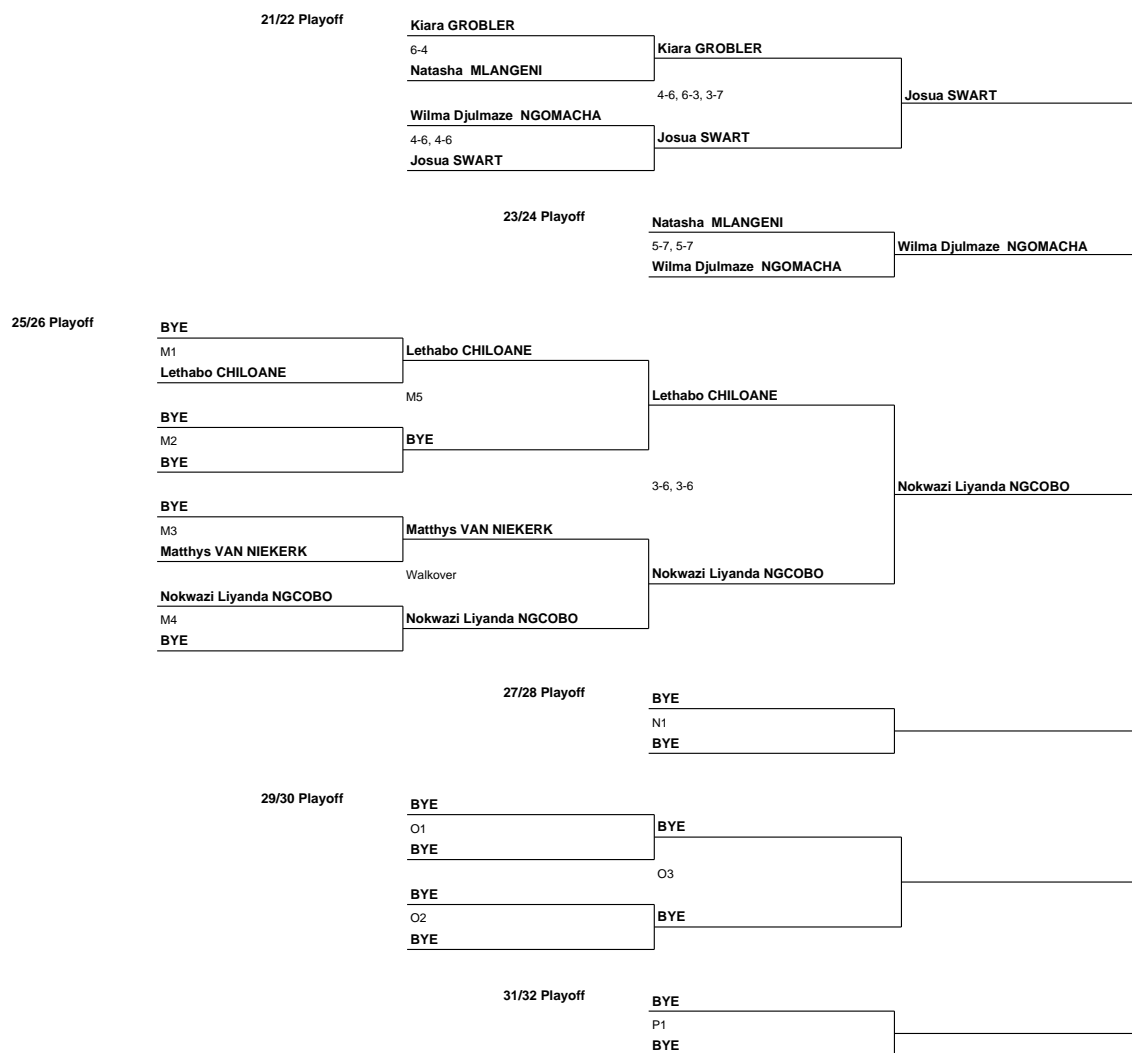 21/22 Playoff
Kiara GROBLER
6-4
Kiara GROBLER
Natasha MLANGENI
4-6, 6-3, 3-7
Josua SWART
Wilma Djulmaze NGOMACHA
4-6, 4-6
Josua SWART
Josua SWART
23/24 Playoff
Natasha MLANGENI
5-7, 5-7
Wilma Djulmaze NGOMACHA
Wilma Djulmaze NGOMACHA
25/26 Playoff
BYE
M1
Lethabo CHILOANE
Lethabo CHILOANE
M5
Lethabo CHILOANE
BYE
M2
BYE
BYE
3-6, 3-6
Nokwazi Liyanda NGCOBO
BYE
M3
Matthys VAN NIEKERK
Matthys VAN NIEKERK
Walkover
Nokwazi Liyanda NGCOBO
Nokwazi Liyanda NGCOBO
M4
Nokwazi Liyanda NGCOBO
BYE
27/28 Playoff
BYE
N1
BYE
29/30 Playoff
BYE
O1
BYE
BYE
O3
BYE
O2
BYE
BYE
31/32 Playoff
BYE
P1
BYE